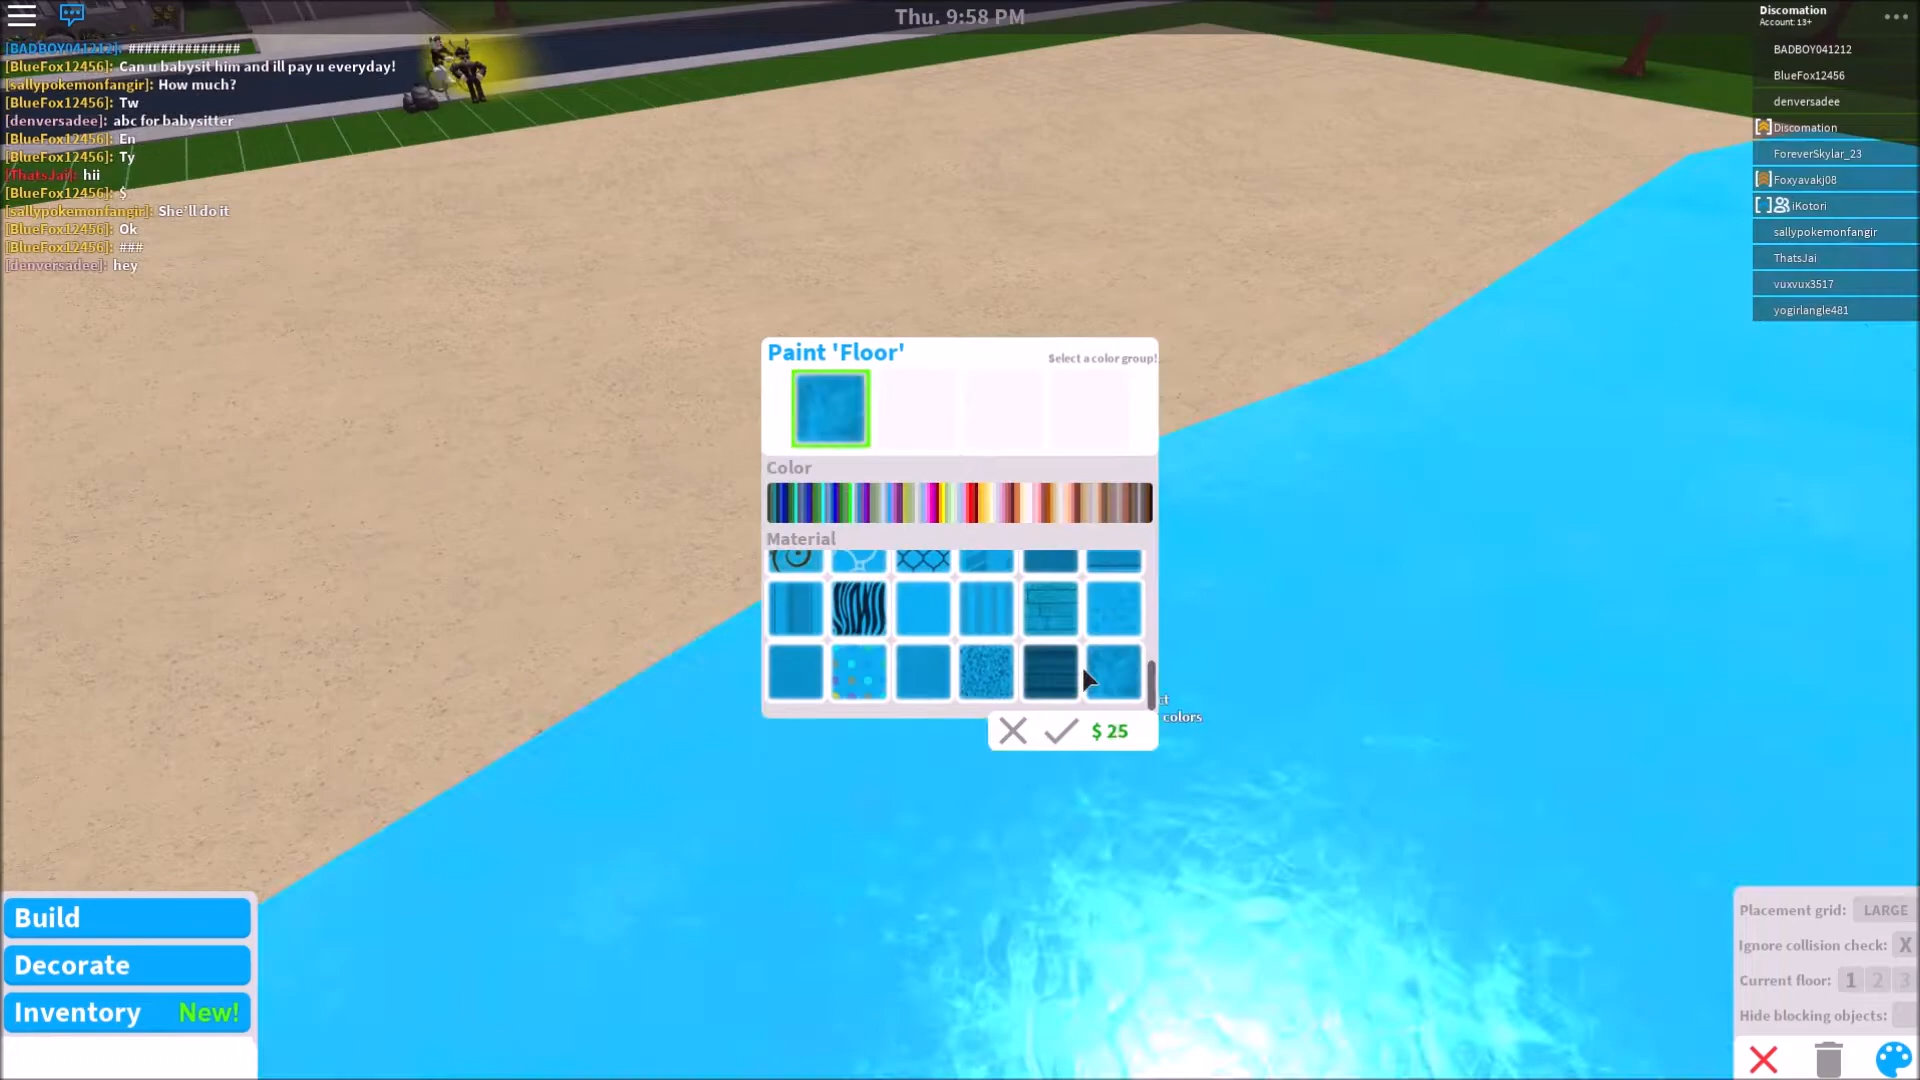 Thu. 9:58 PM
Discomation
Account: 13+
[BADBOY041212]: ##############
[BlueFox12456]: Can u babysit him and ill pay u everyday!
[sallypokemonfangir]: How much?
[BlueFox12456]: Tw
[denversadee]: abc for babysitter
[BlueFox12456]: En
[BlueFox12456]: Ty
[ThatsJai]: hii
[BlueFox12456]: $
[sallypokemonfangir]: She'll do it
[BlueFox12456]: Ok
[BlueFox12456]: ###
[denversadee]: hey
BADBOY041212
BlueFox12456
denversadee
Discomation
ForeverSkylar_23
Foxyavakj08
iKotori
sallypokemonfangir
ThatsJai
vuxvux3517
yogirlangle481
Paint 'Floor'
Select a color group!
Color
Material
ct
colors
$ 25
Build
Decorate
Inventory New!
Placement grid: LARGE
Ignore collision check: X
Current floor: 1 2 3
Hide blocking objects: